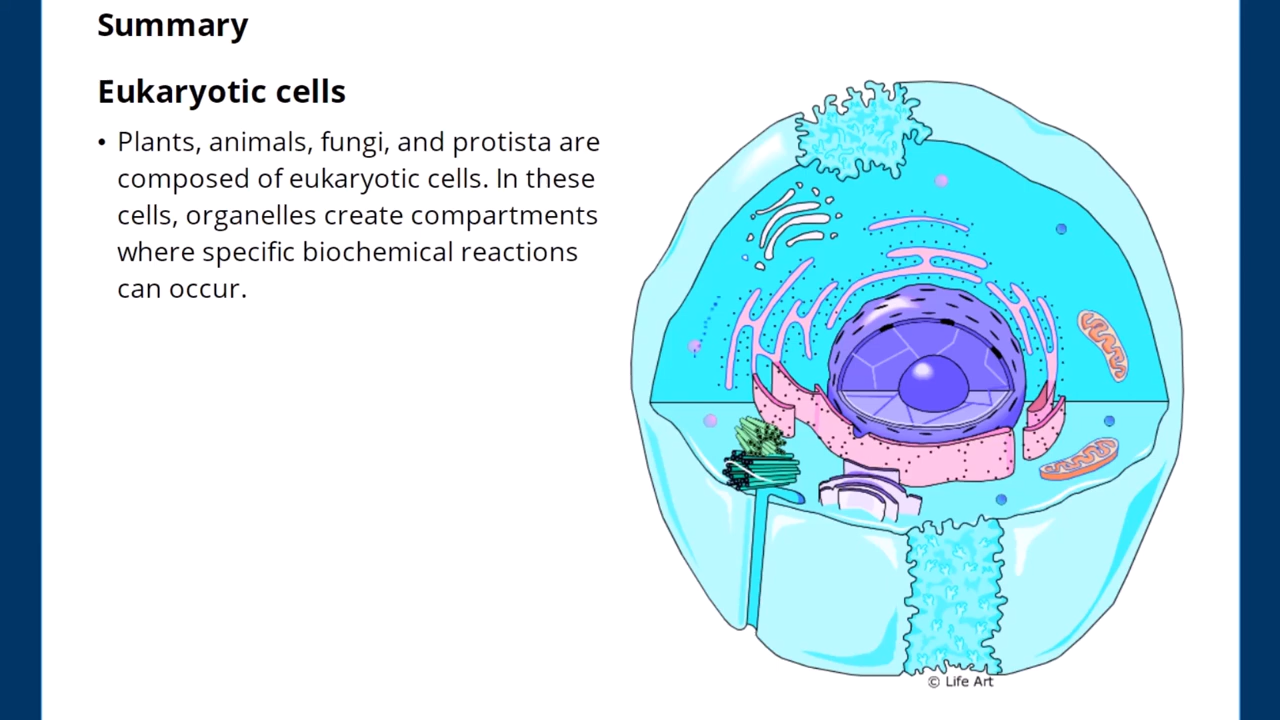 Summary
Eukaryotic cells
• Plants, animals, fungi, and protista are
composed of eukaryotic cells. In these
cells, organelles create compartments
where specific biochemical reactions
can occur.
© Life Art